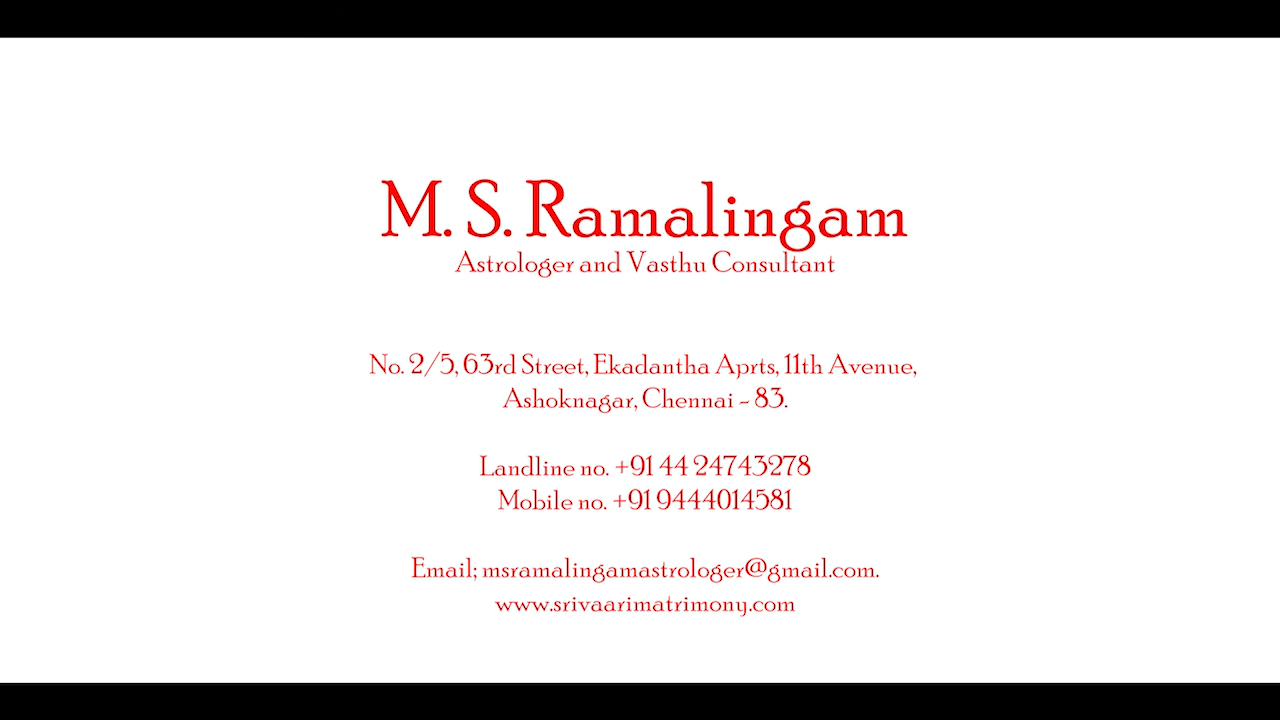 M. S. Ramalingam
Astrologer and Vasthu Consultant
No. 2/5, 63rd Street, Ekadantha Aprts, 11th Avenue,
Ashoknagar, Chennai - 83.
Landline no. +91 44 24743278
Mobile no. +91 9444014581
Email; msramalingamastrologer@gmail.com.
www.srivaarimatrimony.com